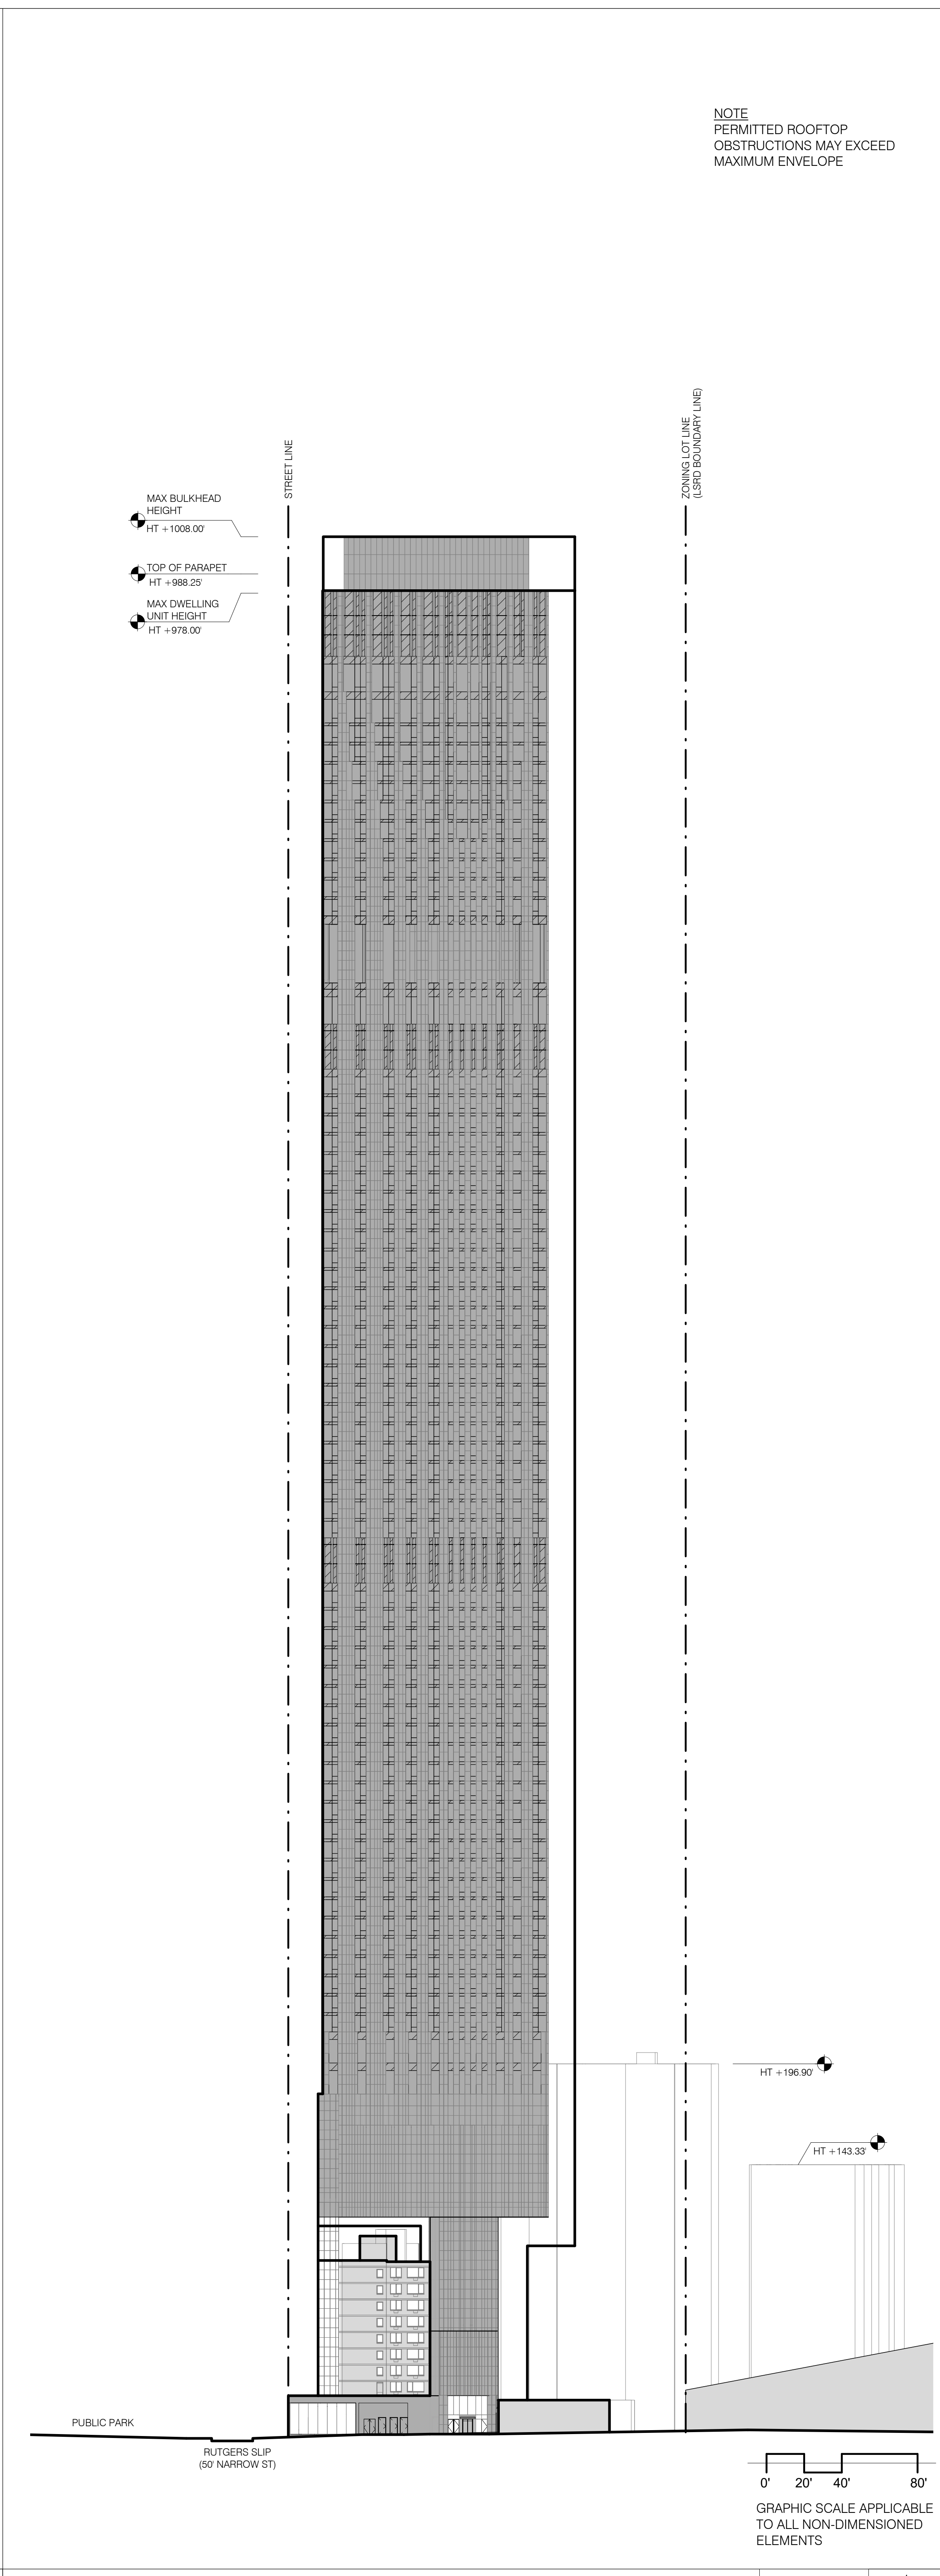 NOTE
PERMITTED ROOFTOP
OBSTRUCTIONS MAY EXCEED
MAXIMUM ENVELOPE
STREET LINE
ZONING LOT LINE
(LSRD BOUNDARY LINE)
MAX BULKHEAD
HEIGHT
HT +1008.00'
TOP OF PARAPET
HT +988.25'
MAX DWELLING
UNIT HEIGHT
HT +978.00'
HT +196.90'
HT +143.33'
PUBLIC PARK
RUTGERS SLIP
(50' NARROW ST)
0' 20' 40' 80'
GRAPHIC SCALE APPLICABLE
TO ALL NON-DIMENSIONED
ELEMENTS